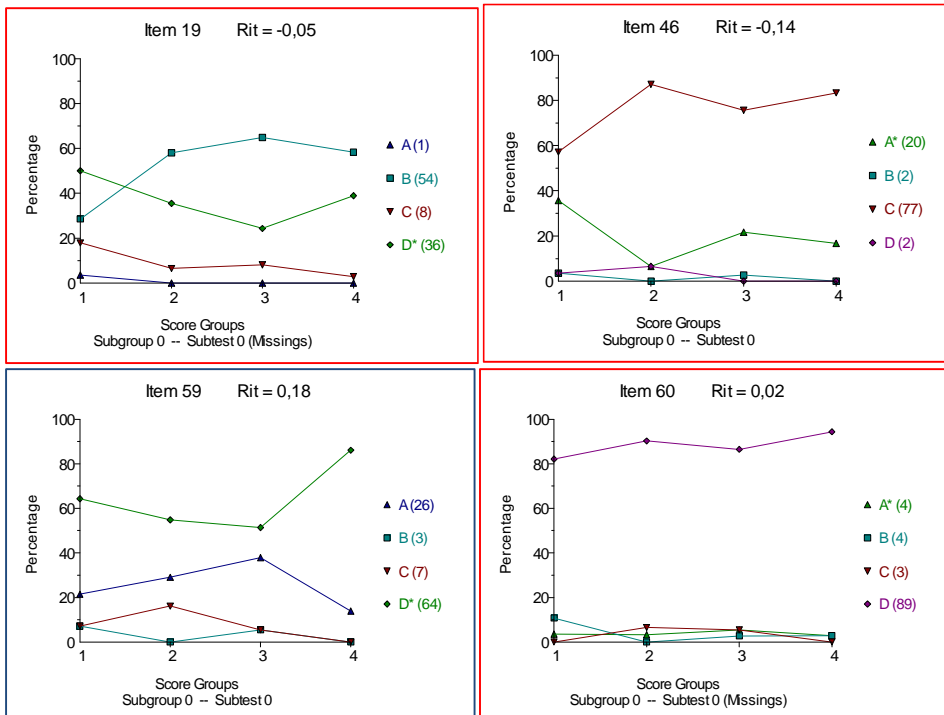 Item 19 Rit = -0,05
100
80
60
40
20
0
Percentage
1 2 3 4
A (1)
B (54)
C (8)
D* (36)
Score Groups
Subgroup 0 -- Subtest 0 (Missings)
Item 46 Rit = -0,14
100
80
60
40
20
0
Percentage
1 2 3 4
A* (20)
B (2)
C (77)
D (2)
Score Groups
Subgroup 0 -- Subtest 0
Item 59 Rit = 0,18
100
80
60
40
20
0
Percentage
1 2 3 4
A (26)
B (3)
C (7)
D* (64)
Score Groups
Subgroup 0 -- Subtest 0
Item 60 Rit = 0,02
100
80
60
40
20
0
Percentage
1 2 3 4
A* (4)
B (4)
C (3)
D (89)
Score Groups
Subgroup 0 -- Subtest 0 (Missings)